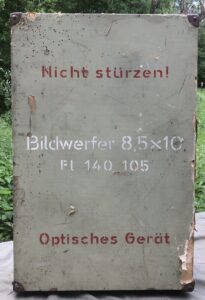 Nicht stürzen!
Bildwerfer 8,5×10
Fl 140 105
Optisches Gerät